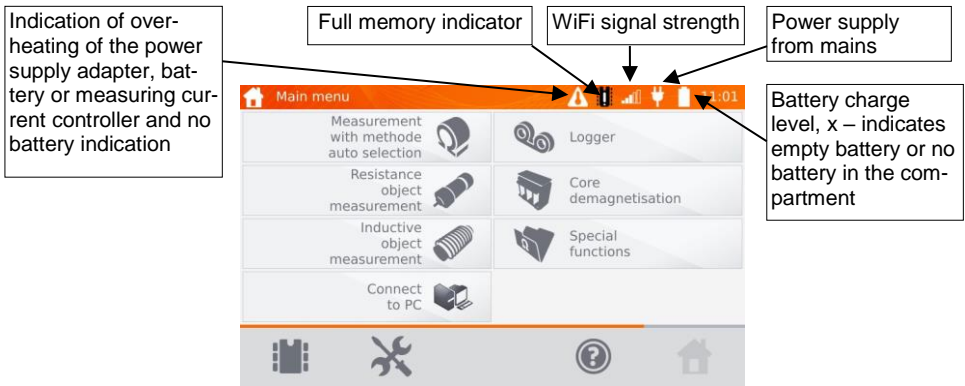 Indication of over-
heating of the power
supply adapter, bat-
tery or measuring cur-
rent controller and no
battery indication
Full memory indicator
WiFi signal strength
Power supply
from mains
Battery charge
level, x – indicates
empty battery or no
battery in the com-
partment
Main menu
11:01
Measurement
with methode
auto selection
Logger
Resistance
object
measurement
Core
demagnetisation
Inductive
object
measurement
Special
functions
Connect
to PC